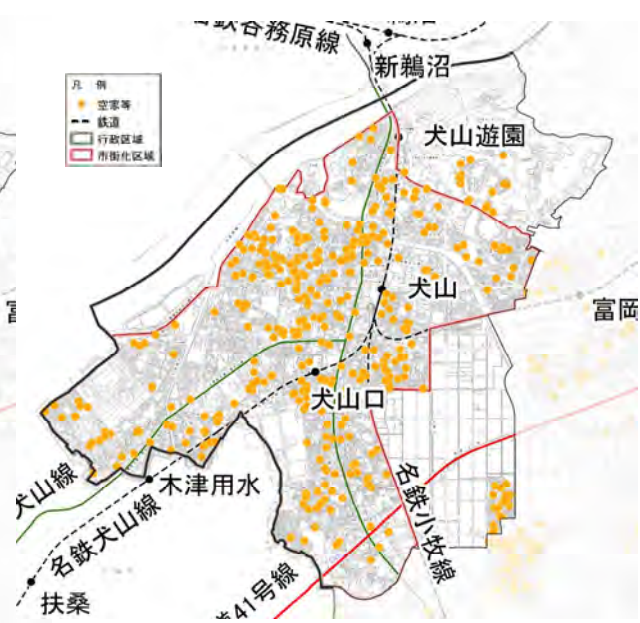 名鉄各務原線
新鵜沼
凡 例
空家等
鉄道
行政区域
市街化区域
犬山遊園
犬山
富岡
犬山口
犬山線
木津用水
名鉄犬山線
名鉄小牧線
道41号線
扶桑